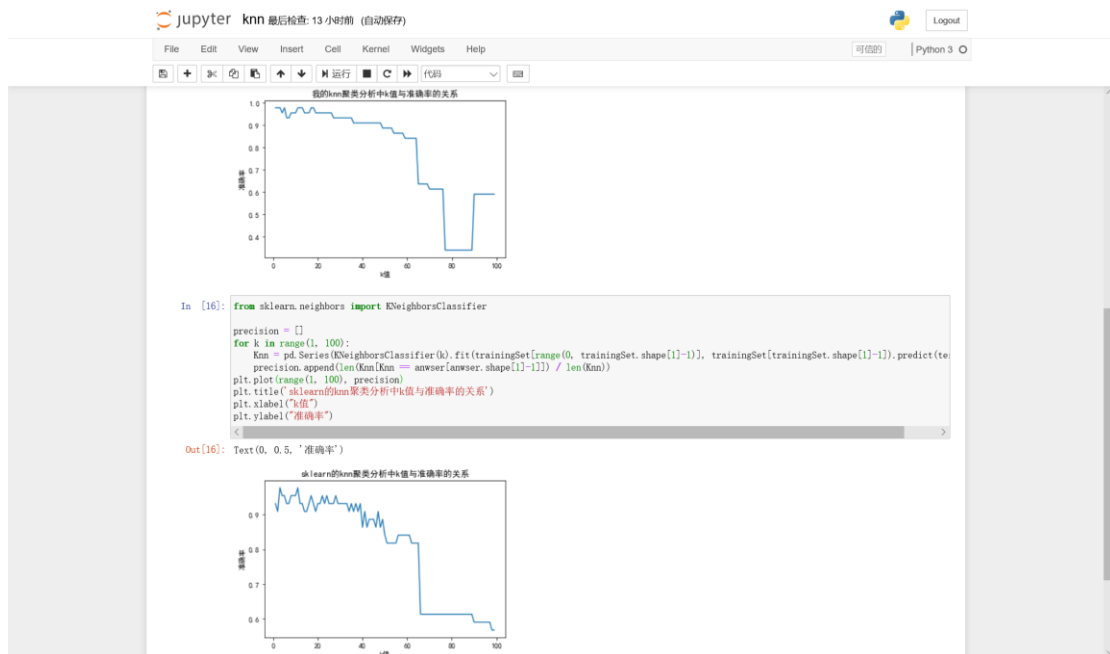 jupyter knn 最后检查: 13 小时前 (自动保存)
Logout
File Edit View Insert Cell Kernel Widgets Help
可信的 Python 3
运行 代码
我的knn聚类分析中k值与准确率的关系
1.0
0.9
0.8
0.7
0.6
0.5
0.4
准确率
0 20 40 60 80 100
k值
In [16]: from sklearn.neighbors import KNeighborsClassifier
precision = []
for k in range(1, 100):
Knn = pd.Series(KNeighborsClassifier(k).fit(trainingSet[range(0, trainingSet.shape[1]-1)], trainingSet[trainingSet.shape[1]-1]).predict(te
precision.append(len(Knn[Knn == anwser[anwser.shape[1]-1]]) / len(Knn))
plt.plot(range(1, 100), precision)
plt.title('sklearn的knn聚类分析中k值与准确率的关系')
plt.xlabel("k值")
plt.ylabel("准确率")
Out[16]: Text(0, 0.5, '准确率')
sklearn的knn聚类分析中k值与准确率的关系
0.9
0.8
0.7
0.6
准确率
0 20 40 60 80 100